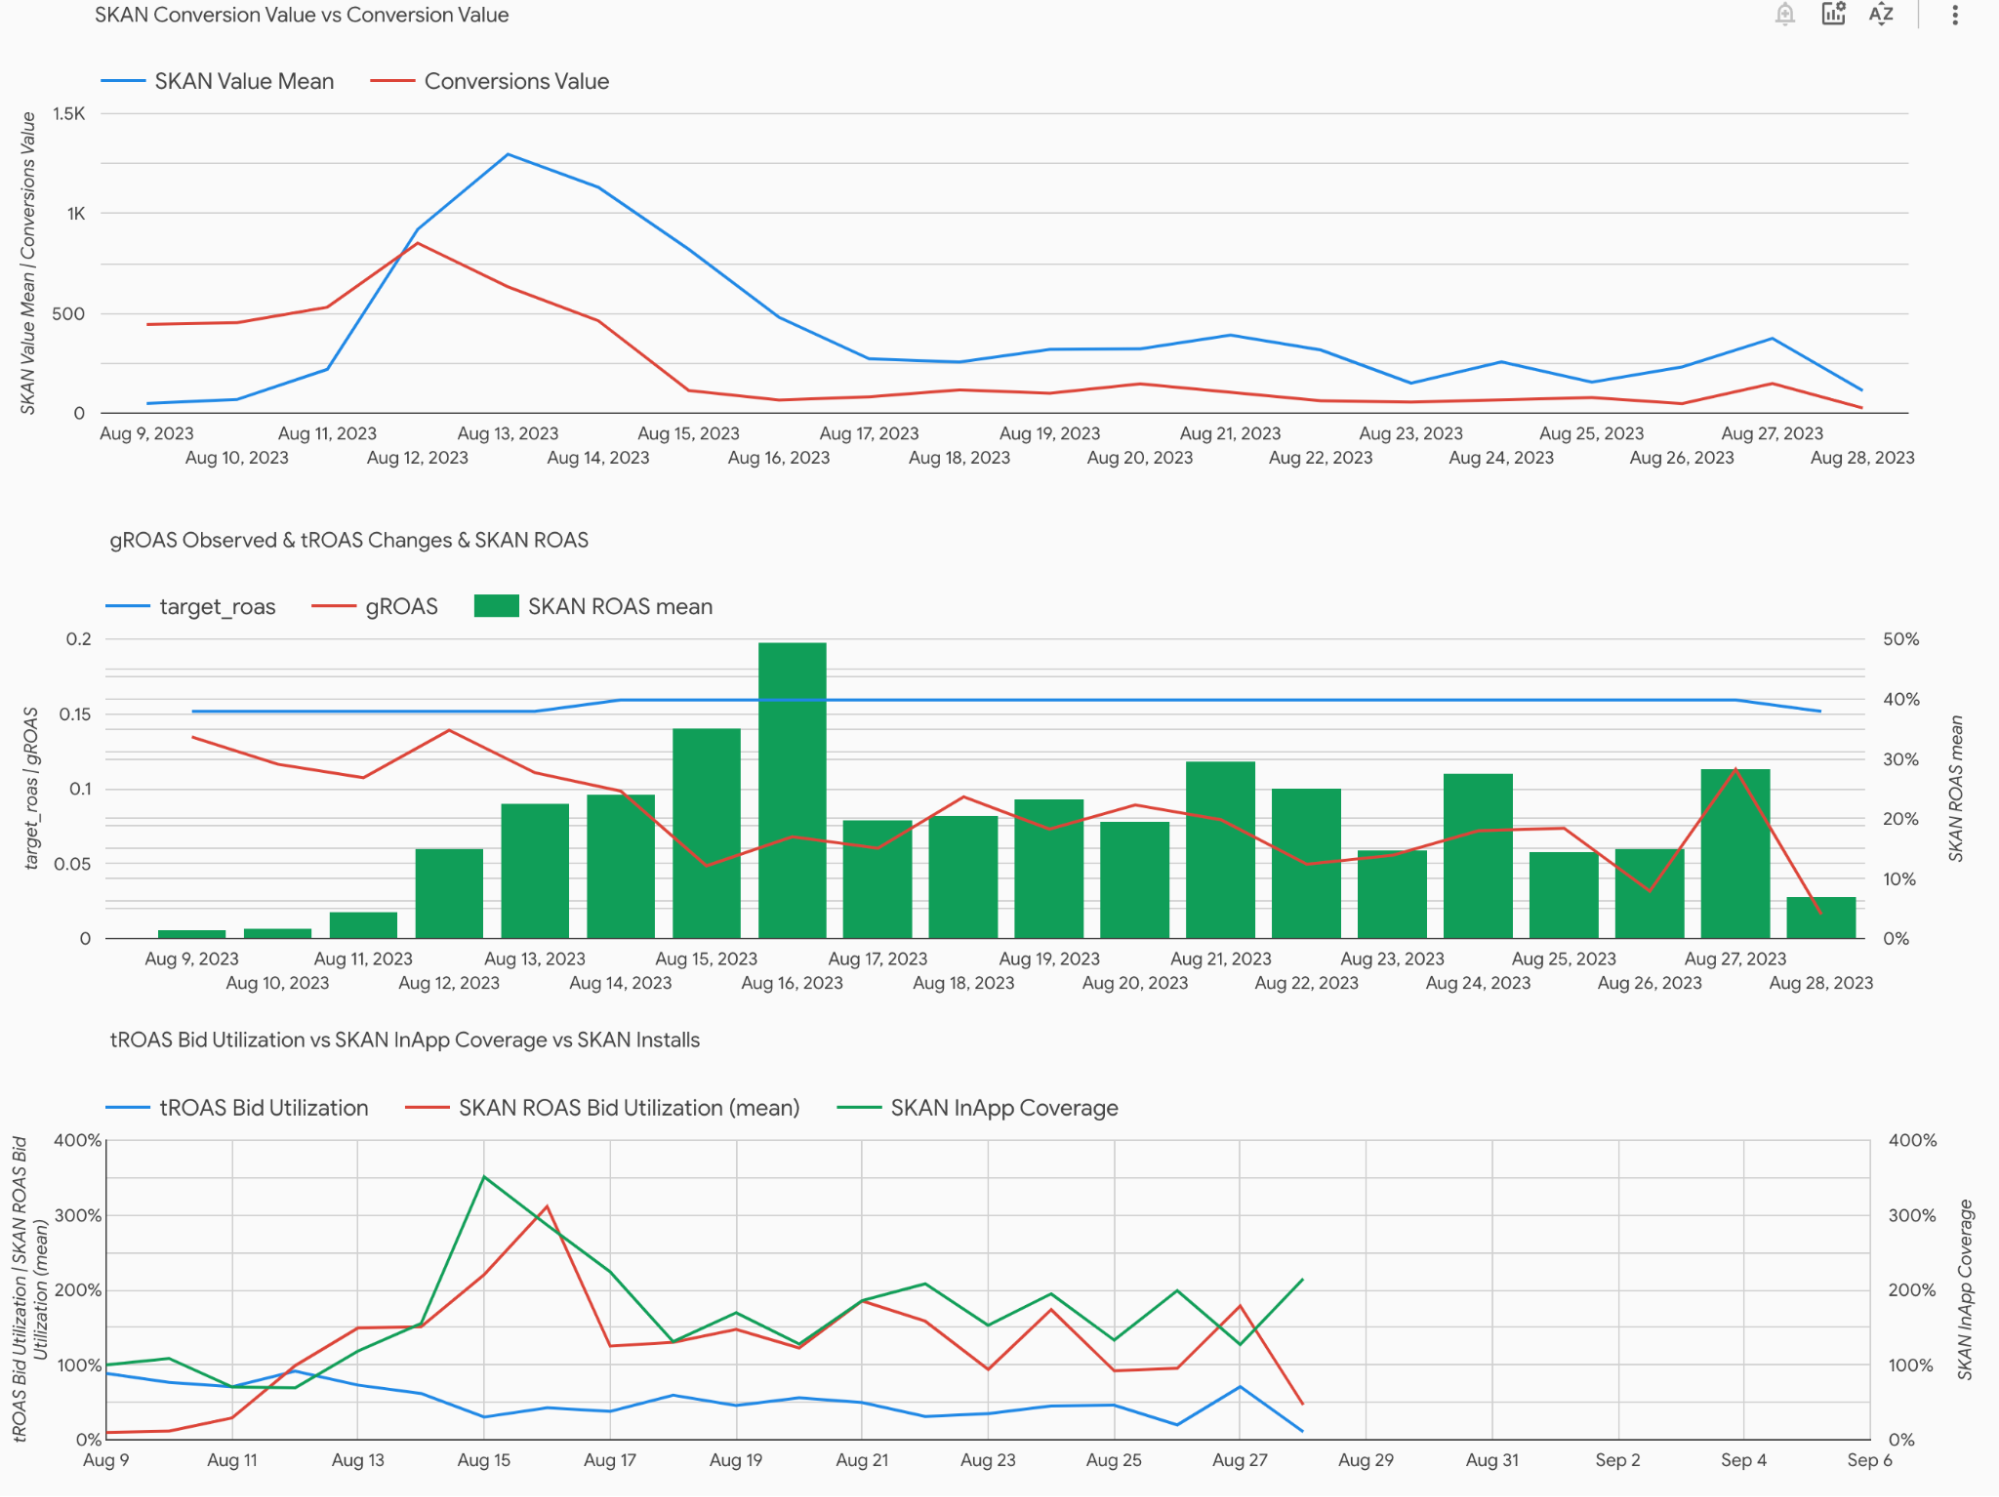 SKAN Conversion Value vs Conversion Value
SKAN Value Mean
Conversions Value
SKAN Value Mean | Conversions Value
1.5K
1K
500
0
Aug 9, 2023
Aug 11, 2023
Aug 13, 2023
Aug 15, 2023
Aug 17, 2023
Aug 19, 2023
Aug 21, 2023
Aug 23, 2023
Aug 25, 2023
Aug 27, 2023
Aug 10, 2023
Aug 12, 2023
Aug 14, 2023
Aug 16, 2023
Aug 18, 2023
Aug 20, 2023
Aug 22, 2023
Aug 24, 2023
Aug 26, 2023
Aug 28, 2023
gROAS Observed & tROAS Changes & SKAN ROAS
target_roas
gROAS
SKAN ROAS mean
target_roas | gROAS
0.2
0.15
0.1
0.05
0
50%
40%
30%
20%
10%
0%
SKAN ROAS mean
Aug 9, 2023
Aug 11, 2023
Aug 13, 2023
Aug 15, 2023
Aug 17, 2023
Aug 19, 2023
Aug 21, 2023
Aug 23, 2023
Aug 25, 2023
Aug 27, 2023
Aug 10, 2023
Aug 12, 2023
Aug 14, 2023
Aug 16, 2023
Aug 18, 2023
Aug 20, 2023
Aug 22, 2023
Aug 24, 2023
Aug 26, 2023
Aug 28, 2023
tROAS Bid Utilization vs SKAN InApp Coverage vs SKAN Installs
tROAS Bid Utilization
SKAN ROAS Bid Utilization (mean)
SKAN InApp Coverage
tROAS Bid Utilization | SKAN ROAS Bid
Utilization (mean)
400%
300%
200%
100%
0%
400%
300%
200%
100%
0%
SKAN InApp Coverage
Aug 9
Aug 11
Aug 13
Aug 15
Aug 17
Aug 19
Aug 21
Aug 23
Aug 25
Aug 27
Aug 29
Aug 31
Sep 2
Sep 4
Sep 6